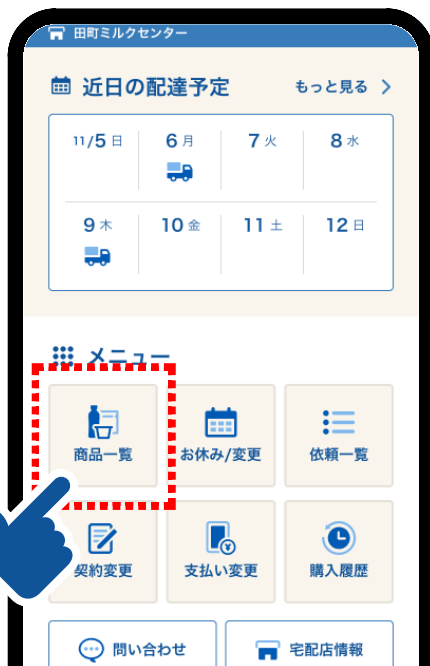 田町ミルクセンター
近日の配達予定 もっと見る
11/5 日 6 月 7 火 8 水
9 木 10 金 11 土 12 日
メニュー
商品一覧 お休み/変更 依頼一覧
契約変更 支払い変更 購入履歴
問い合わせ 宅配店情報